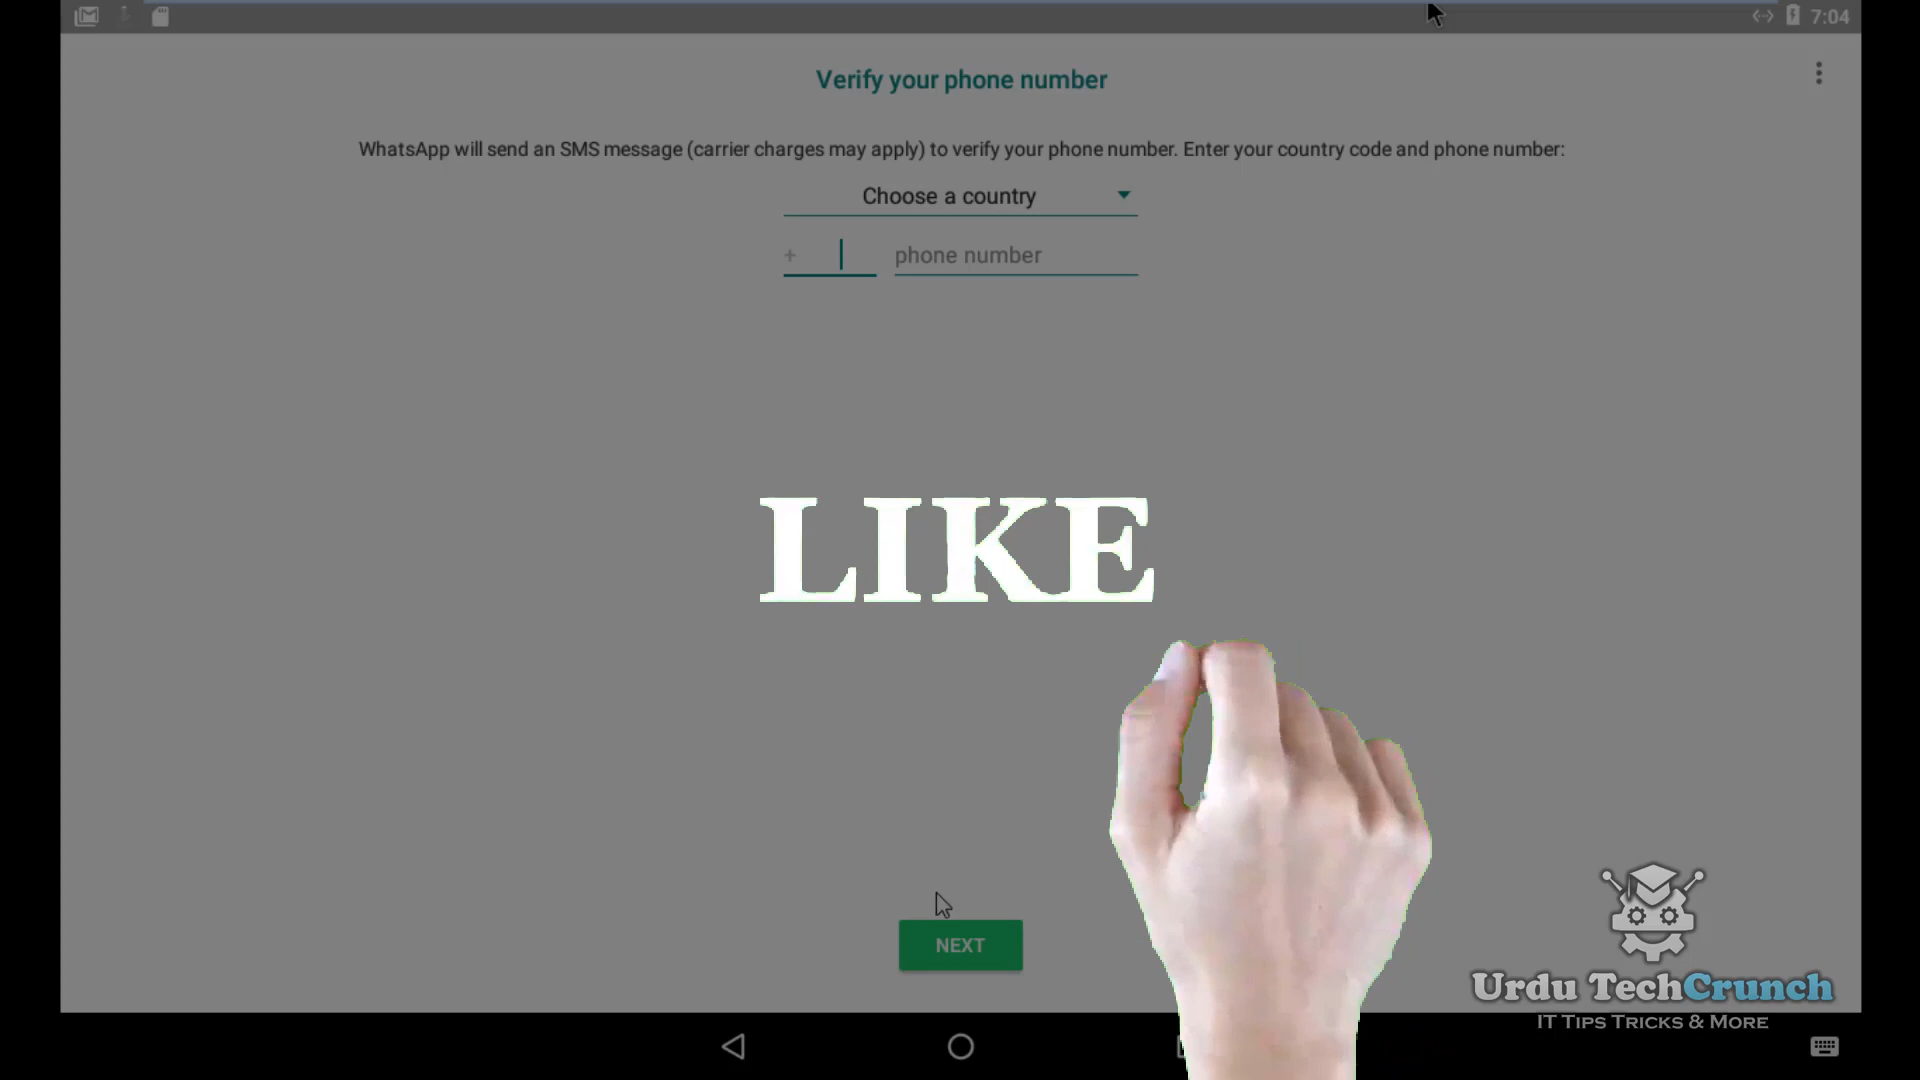 7:04
Verify your phone number
WhatsApp will send an SMS message (carrier charges may apply) to verify your phone number. Enter your country code and phone number:
Choose a country
+ phone number
LIKE
NEXT
Urdu TechCrunch
IT TIPS TRICKS & MORE